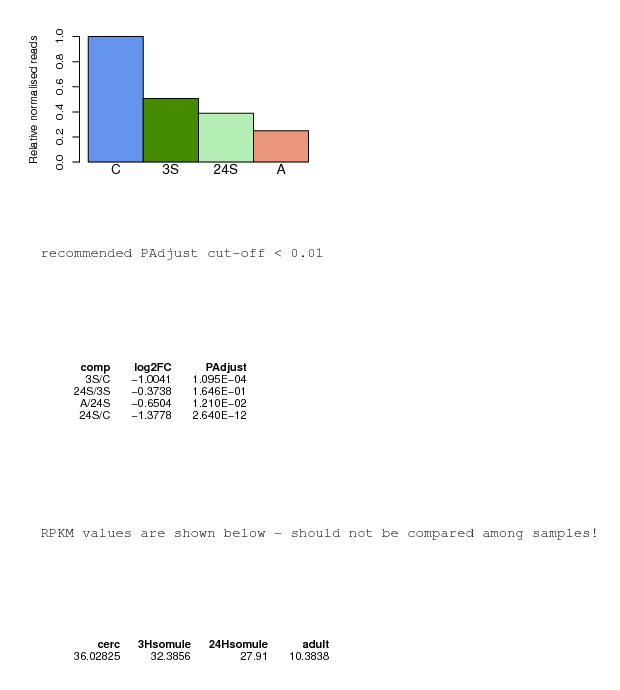 Relative normalised reads
1.0
0.8
0.6
0.4
0.2
0.0
C 3S 24S A
recommended PAdjust cut-off < 0.01
comp log2FC PAdjust
3S/C −1.0041 1.095E−04
24S/3S −0.3738 1.646E−01
A/24S −0.6504 1.210E−02
24S/C −1.3778 2.640E−12
RPKM values are shown below - should not be compared among samples!
cerc 3Hsomule 24Hsomule adult
36.02825 32.3856 27.91 10.3838